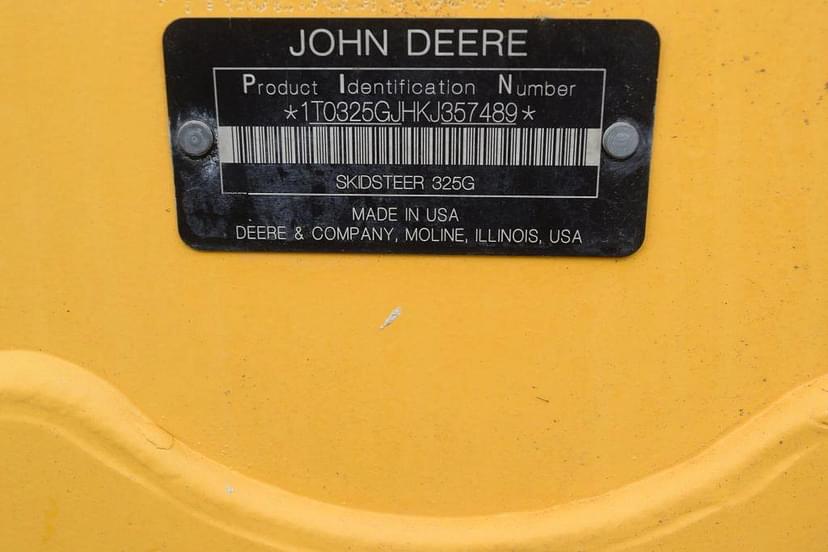 JOHN DEERE
Product Identification Number
*1T0325GJHKJ357489*
SKIDSTEER 325G
MADE IN USA
DEERE & COMPANY, MOLINE, ILLINOIS, USA